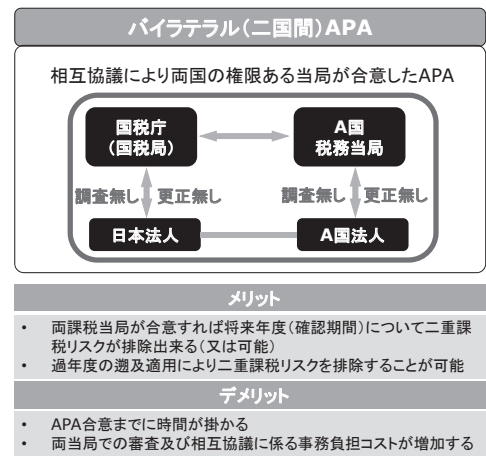 バイラテラル（二国間）APA
相互協議により両国の権限ある当局が合意したAPA
国税庁
（国税局）
A国
税務当局
調査無し 更正無し
調査無し 更正無し
日本法人
A国法人
メリット
• 両課税当局が合意すれば将来年度（確認期間）について二重課
税リスクが排除出来る（又は可能）
• 過年度の遡及適用により二重課税リスクを排除することが可能
デメリット
• APA合意までに時間が掛かる
• 両当局での審査及び相互協議に係る事務負担コストが増加する